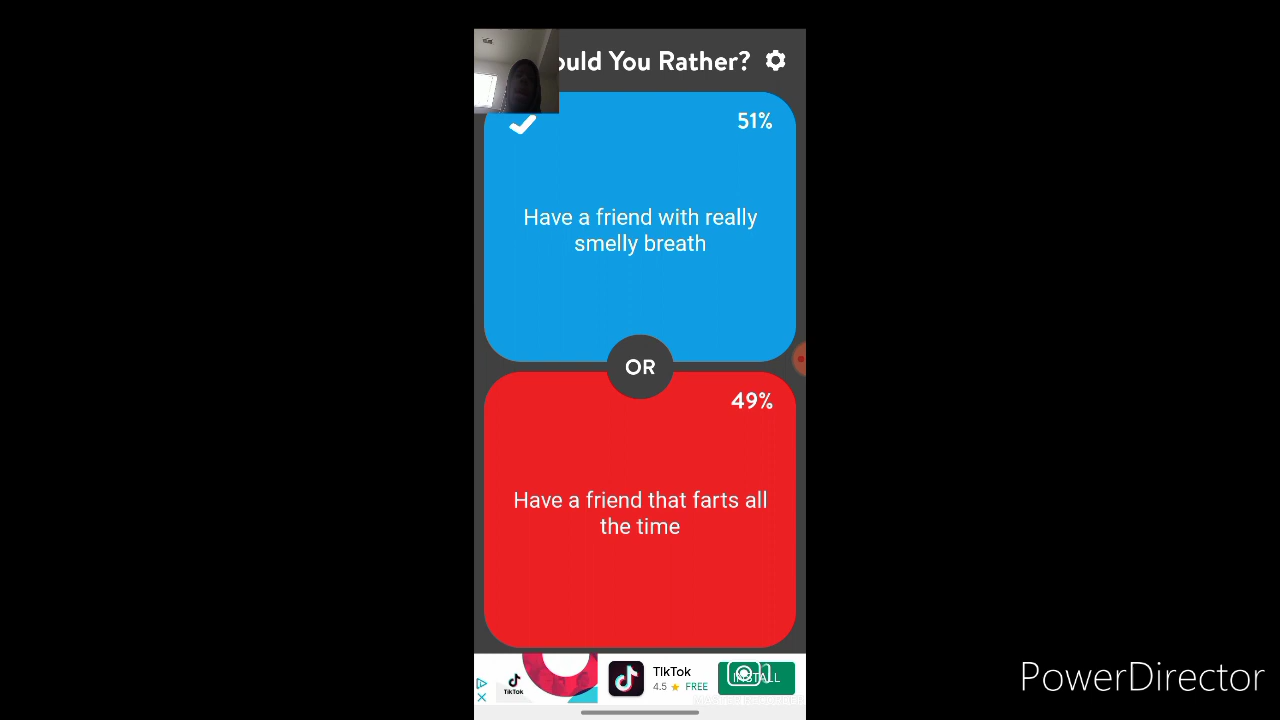 ould You Rather?
51%
Have a friend with really
smelly breath
OR
49%
Have a friend that farts all
the time
TikTok
TikTok
4.5 ★ FREE
INSTALL
PowerDirector